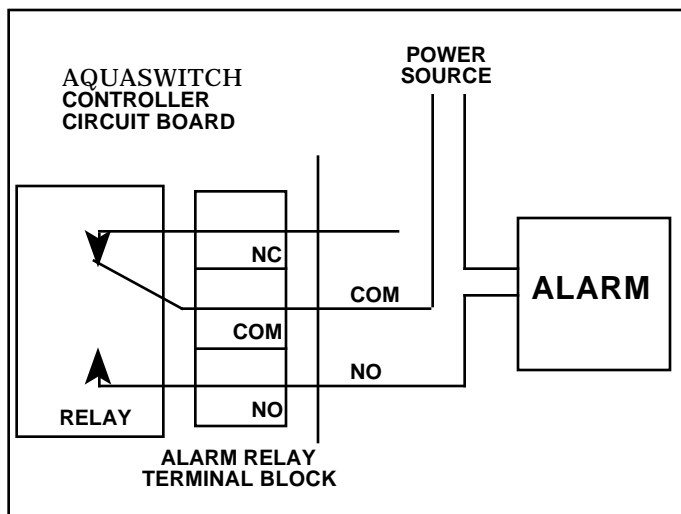 AQUASWITCH
CONTROLLER
CIRCUIT BOARD
POWER
SOURCE
NC
COM
COM
NO
NO
RELAY
ALARM
ALARM RELAY
TERMINAL BLOCK